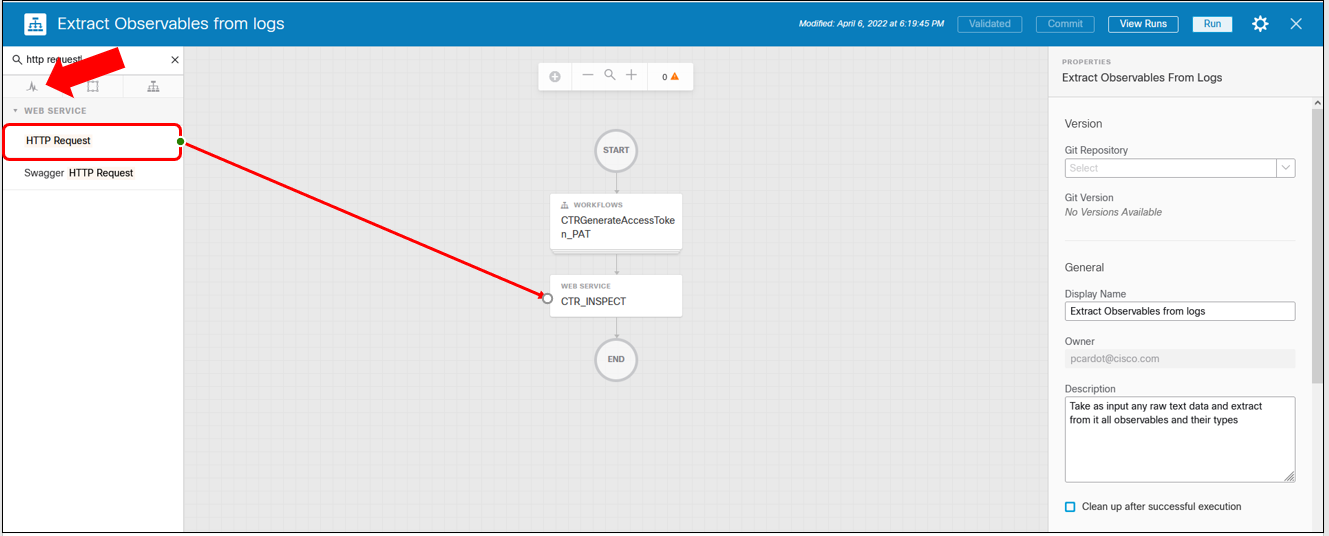 Extract Observables from logs
Modified: April 6, 2022 at 6:19:45 PM
Validated
Commit
View Runs
Run
http request
WEB SERVICE
HTTP Request
Swagger HTTP Request
0
START
WORKFLOWS
CTRGenerateAccessToke
n_PAT
WEB SERVICE
CTR_INSPECT
END
PROPERTIES
Extract Observables From Logs
Version
Git Repository
Select
Git Version
No Versions Available
General
Display Name
Extract Observables from logs
Owner
pcardot@cisco.com
Description
Take as input any raw text data and extract
from it all observables and their types
Clean up after successful execution